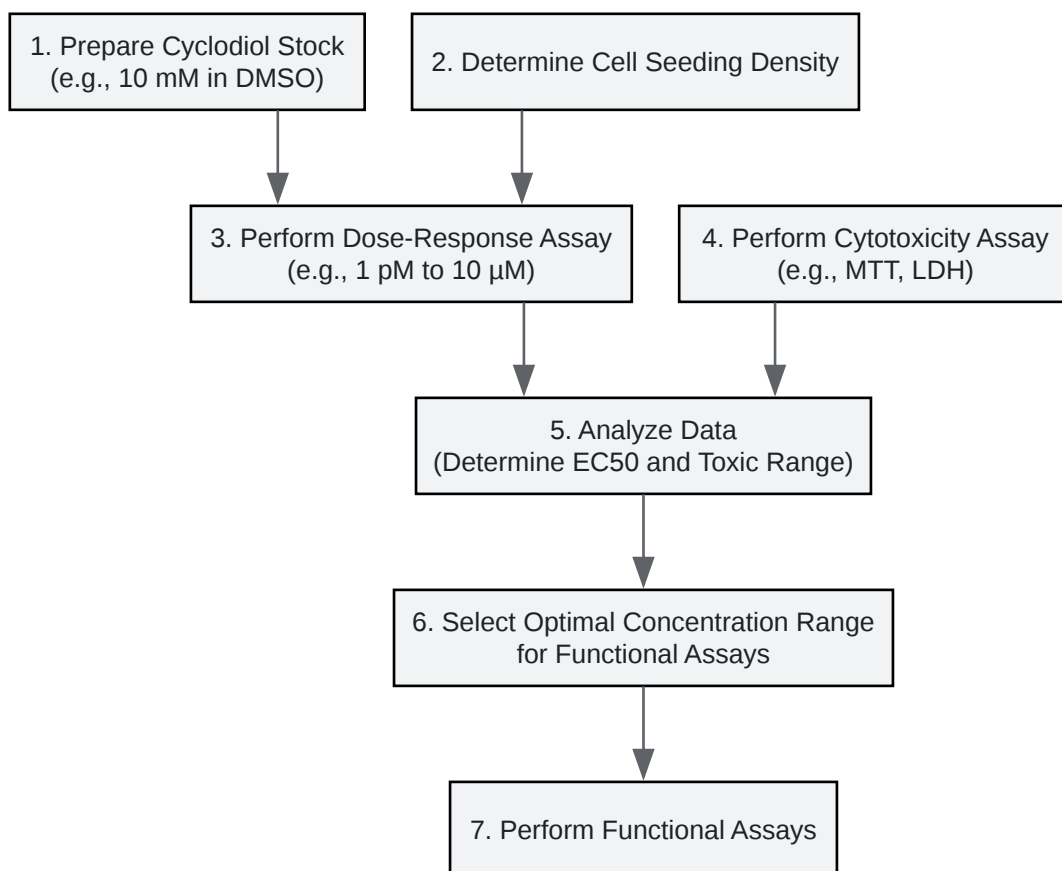 1. Prepare Cyclodiol Stock
(e.g., 10 mM in DMSO)
2. Determine Cell Seeding Density
3. Perform Dose-Response Assay
(e.g., 1 pM to 10 µM)
4. Perform Cytotoxicity Assay
(e.g., MTT, LDH)
5. Analyze Data
(Determine EC50 and Toxic Range)
6. Select Optimal Concentration Range
for Functional Assays
7. Perform Functional Assays